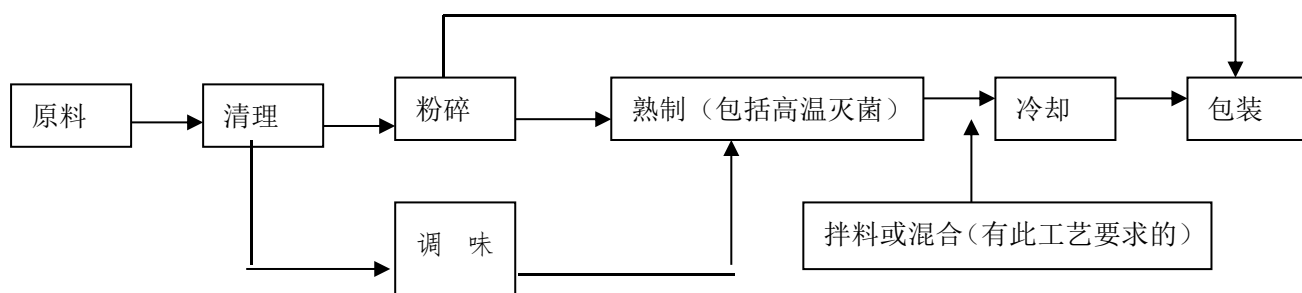 原料
清理
粉碎
熟制（包括高温灭菌）
冷却
包装
调　味
拌料或混合（有此工艺要求的）